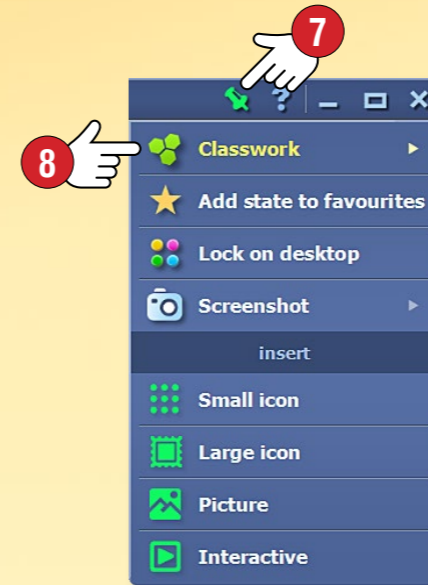 7
?
8
Classwork
Add state to favourites
Lock on desktop
Screenshot
insert
Small icon
Large icon
Picture
Interactive